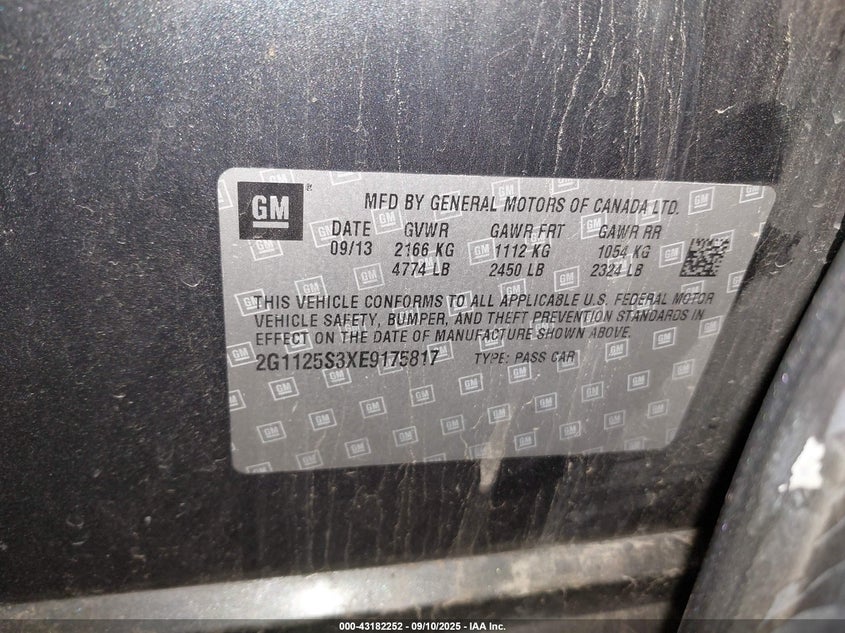 GM®
MFD BY GENERAL MOTORS OF CANADA LTD.
DATE GVWR GAWR FRT GAWR RR
09/13 2166 KG 1112 KG 1054 KG
4774 LB 2450 LB 2324 LB
THIS VEHICLE CONFORMS TO ALL APPLICABLE U.S. FEDERAL MOTOR
VEHICLE SAFETY, BUMPER, AND THEFT PREVENTION STANDARDS IN
EFFECT ON THE DATE OF MANUFACTURE SHOWN ABOVE.
2G1125S3XE9175817 TYPE: PASS CAR
000-43182252 - 09/10/2025 - IAA Inc.